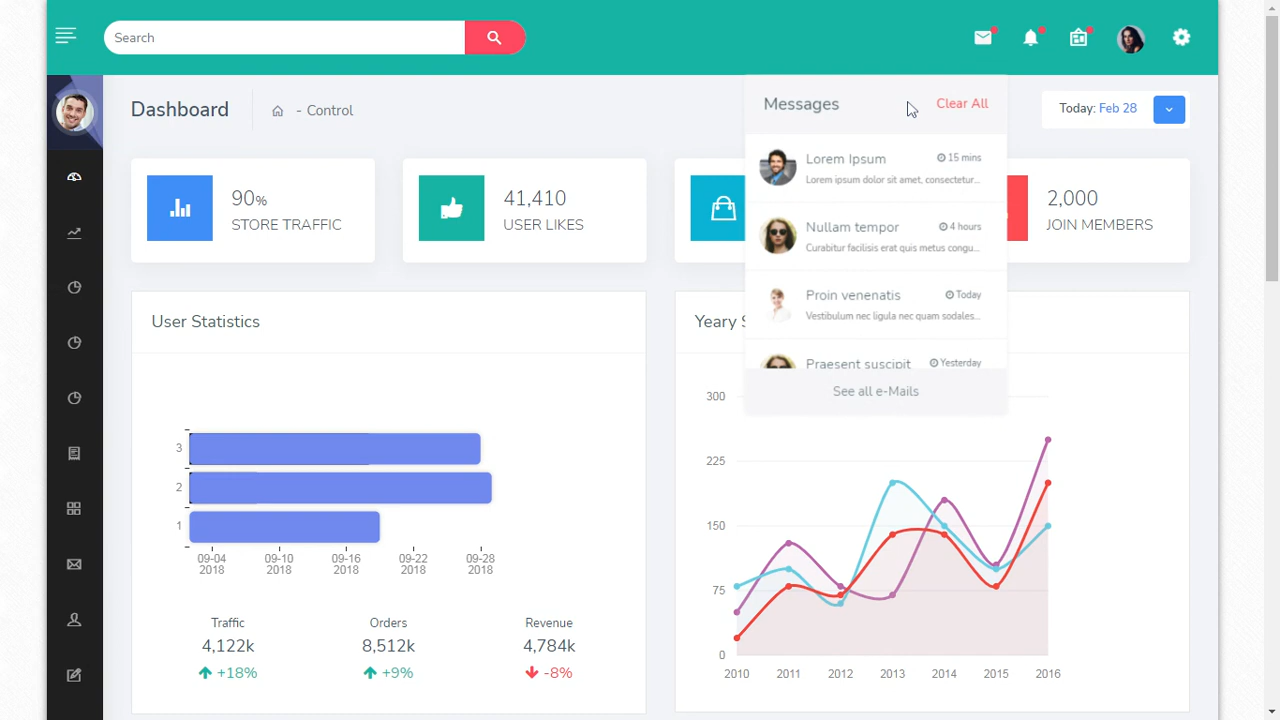 Search
Dashboard
- Control
Messages
Clear All
Today: Feb 28
90%
STORE TRAFFIC
41,410
USER LIKES
2,000
JOIN MEMBERS
Lorem Ipsum
15 mins
Lorem ipsum dolor sit amet, consectetur...
Nullam tempor
4 hours
Curabitur facilisis erat quis metus congu...
Proin venenatis
Today
Vestibulum nec ligula nec quam sodales...
Praesent suscipit
Yesterday
See all e-Mails
User Statistics
3
2
1
09-04 2018
09-10 2018
09-16 2018
09-22 2018
09-28 2018
Traffic
4,122k
+18%
Orders
8,512k
+9%
Revenue
4,784k
-8%
Yeary S
300
225
150
75
0
2010 2011 2012 2013 2014 2015 2016